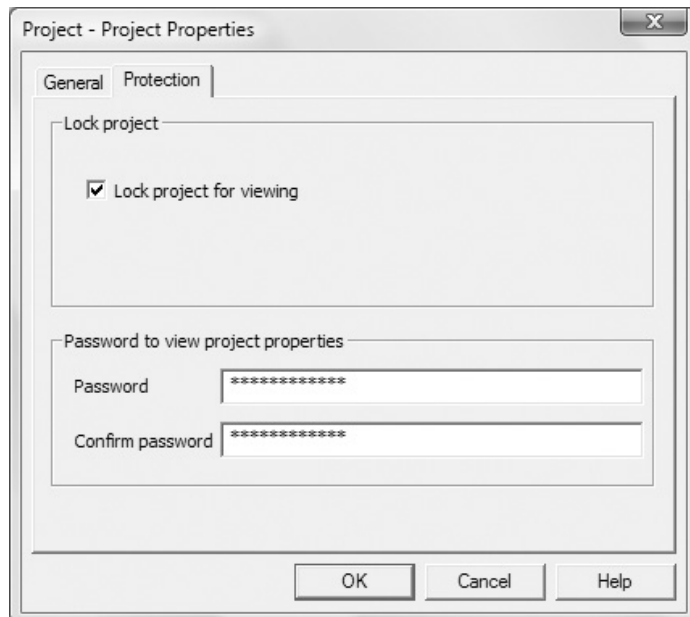 Project - Project Properties
General Protection
Lock project
Lock project for viewing
Password to view project properties
Password ************
Confirm password ************
OK Cancel Help